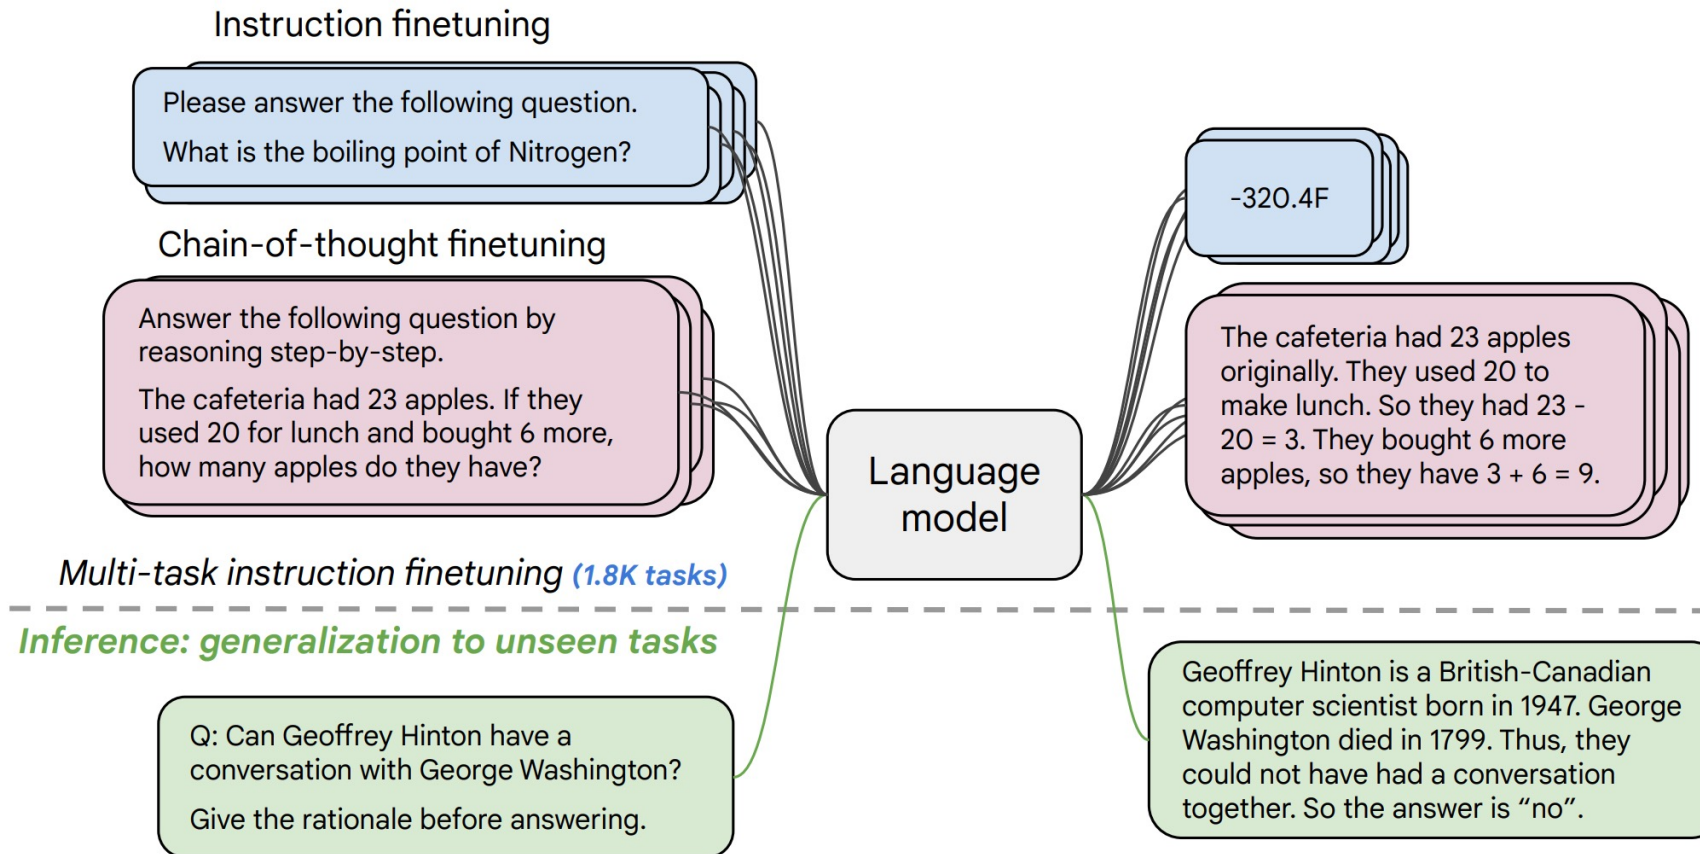 Instruction finetuning
Please answer the following question.
What is the boiling point of Nitrogen?
-320.4F
Chain-of-thought finetuning
Answer the following question by
reasoning step-by-step.
The cafeteria had 23 apples. If they
used 20 for lunch and bought 6 more,
how many apples do they have?
Language
model
The cafeteria had 23 apples
originally. They used 20 to
make lunch. So they had 23 -
20 = 3. They bought 6 more
apples, so they have 3 + 6 = 9.
Multi-task instruction finetuning (1.8K tasks)
Inference: generalization to unseen tasks
Q: Can Geoffrey Hinton have a
conversation with George Washington?
Give the rationale before answering.
Geoffrey Hinton is a British-Canadian
computer scientist born in 1947. George
Washington died in 1799. Thus, they
could not have had a conversation
together. So the answer is “no”.